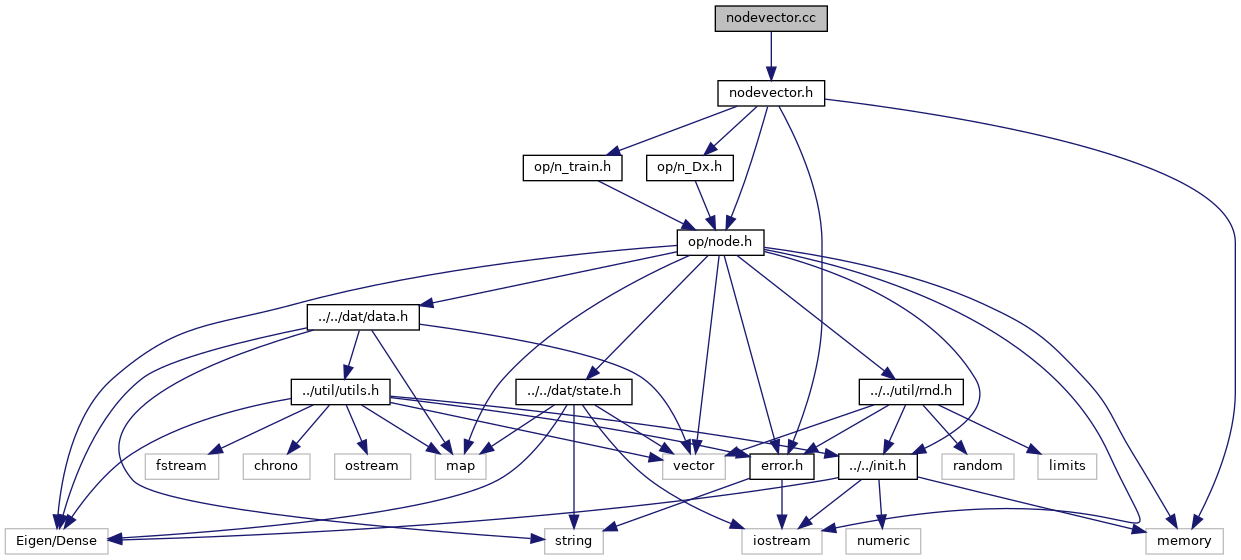 nodevector.cc
nodevector.h
op/n_train.h
op/n_Dx.h
op/node.h
../../dat/data.h
../util/utils.h
../../dat/state.h
../../util/rnd.h
fstream
chrono
ostream
map
vector
error.h
../../init.h
random
limits
Eigen/Dense
string
iostream
numeric
memory